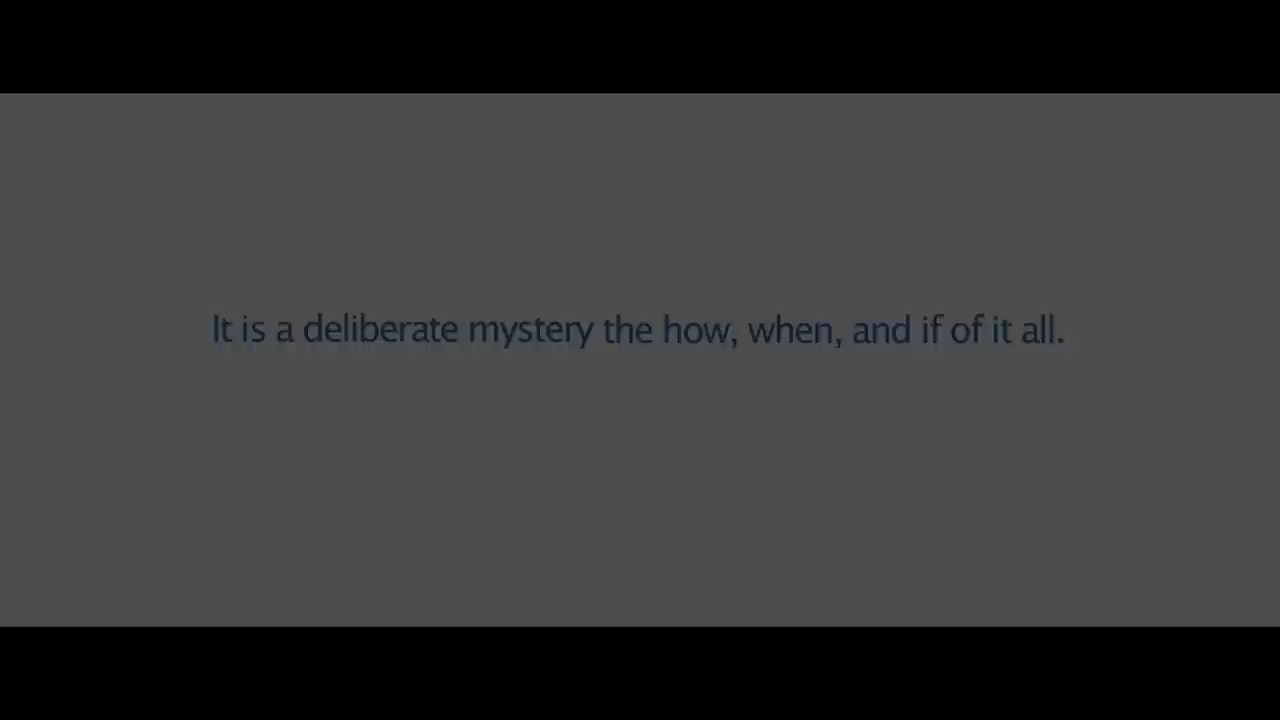 It is a deliberate mystery the how, when, and if of it all.